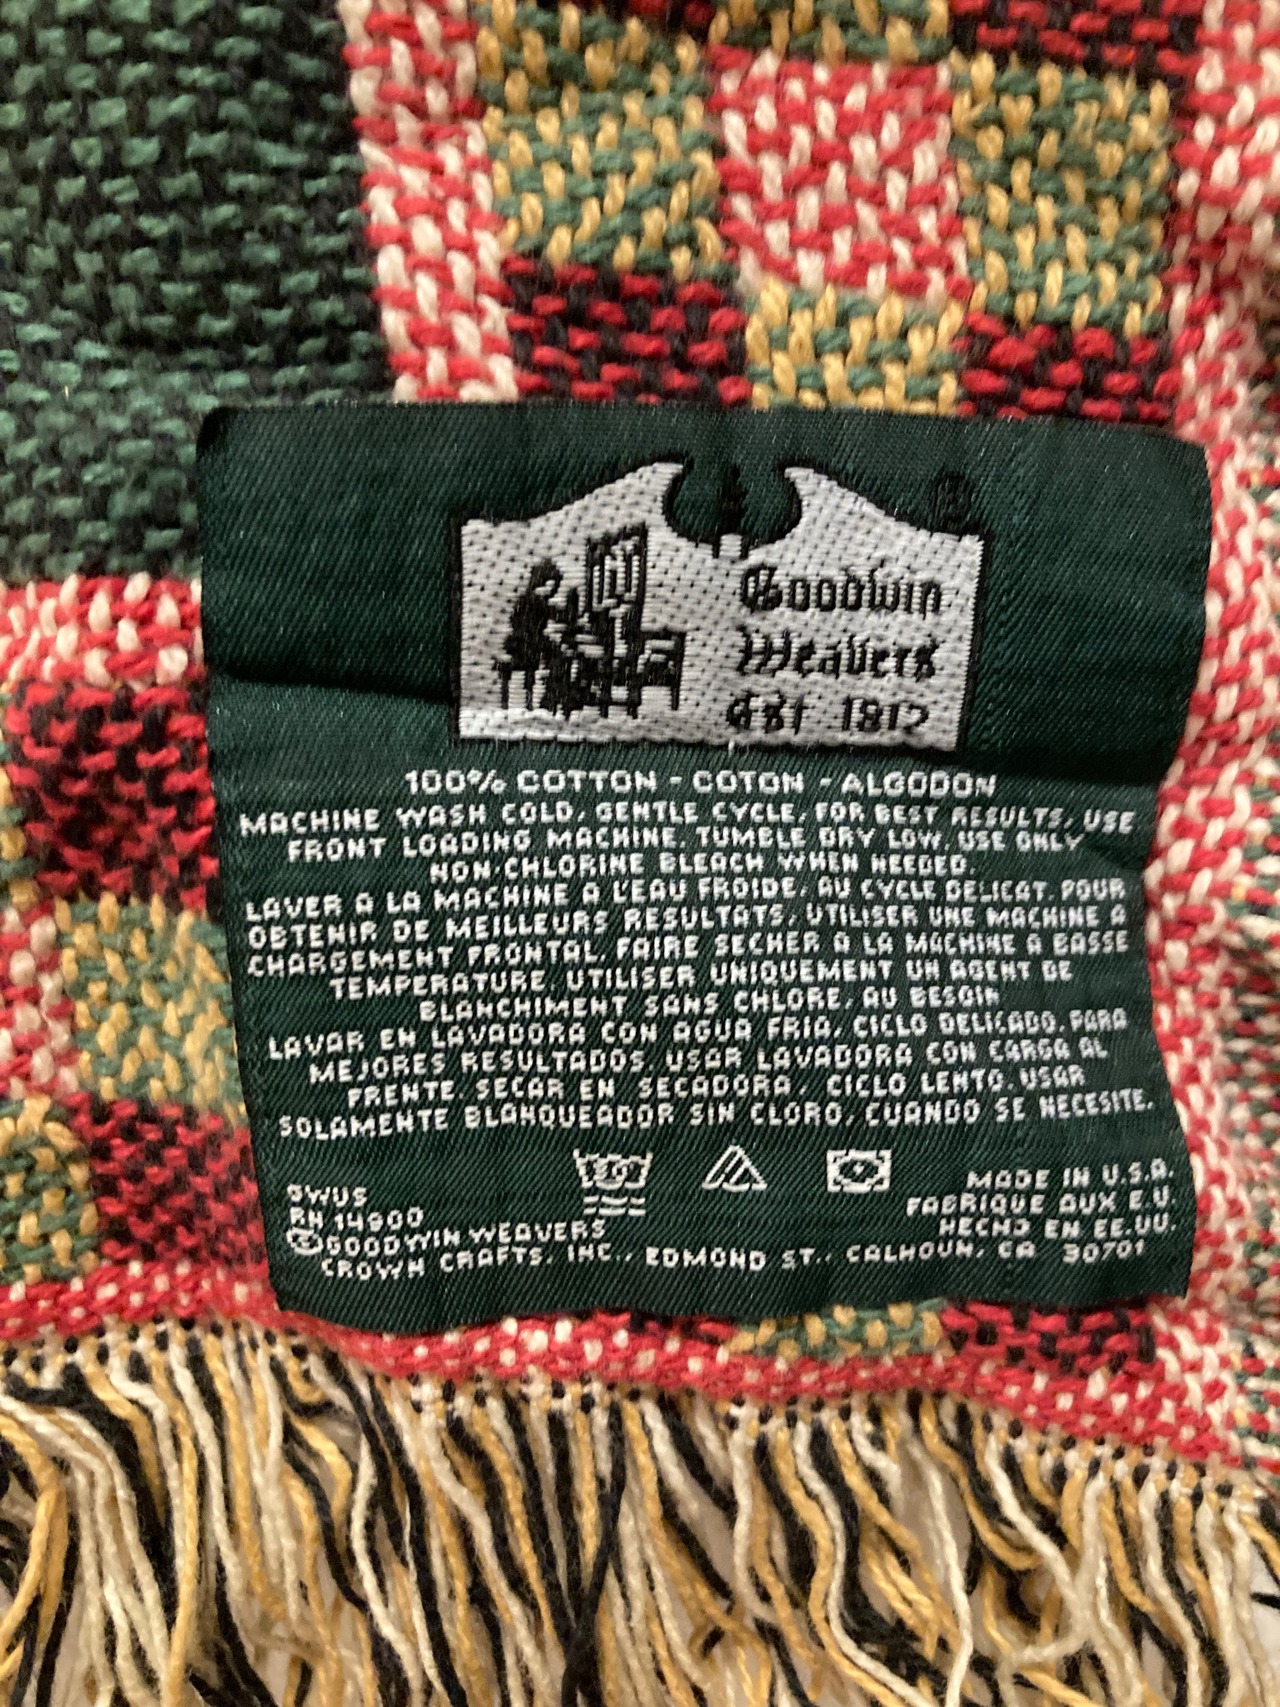 Goodwin
Weavers
Est 1812
100% COTTON - COTON - ALGODON
MACHINE WASH COLD, GENTLE CYCLE, FOR BEST RESULTS, USE
FRONT LOADING MACHINE. TUMBLE DRY LOW. USE ONLY
NON-CHLORINE BLEACH WHEN NEEDED.
LAVER A LA MACHINE A L'EAU FROIDE, AU CYCLE DELICAT. POUR
OBTENIR DE MEILLEURS RESULTATS, UTILISER UNE MACHINE A
CHARGEMENT FRONTAL. FAIRE SECHER A LA MACHINE A BASSE
TEMPERATURE. UTILISER UNIQUEMENT UN AGENT DE
BLANCHIMENT SANS CHLORE, AU BESOIN
LAVAR EN LAVADORA CON AGUA FRIA, CICLO DELICADO. PARA
MEJORES RESULTADOS, USAR LAVADORA CON CARGA AL
FRENTE. SECAR EN SECADORA, CICLO LENTO. USAR
SOLAMENTE BLANQUEADOR SIN CLORO, CUANDO SE NECESITE.
MADE IN U.S.A.
FABRIQUE AUX E.U.
HECHO EN EE.UU.
GWUS
RN 14900
©GOODWIN WEAVERS
CROWN CRAFTS, INC., EDMOND ST., CALHOUN, GA 30701